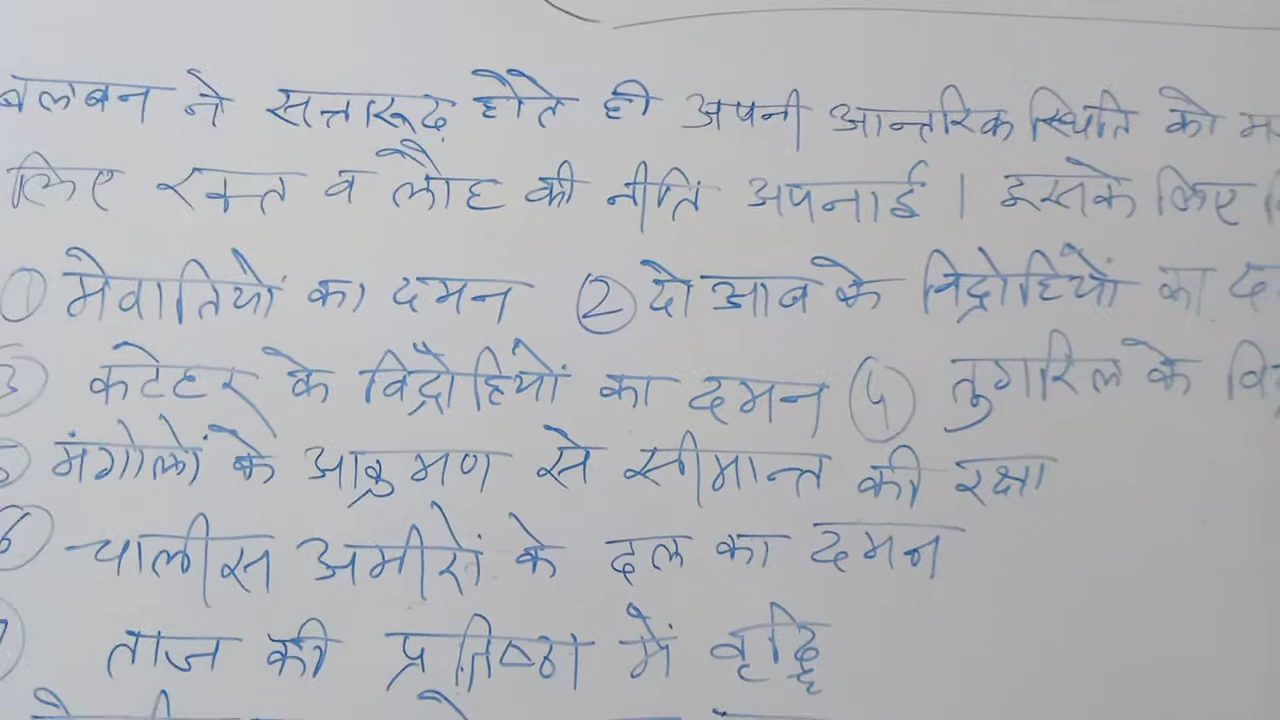 बलबन ने सत्तारूढ़ होते ही अपनी आन्तरिक स्थिति को
लिए रक्त व लौह की नीति अपनाई । इसके लिए
① मेवातियों का दमन ② दोआब के विद्रोहियों का
③ कटेहर के विद्रोहियों का दमन ④ तुगरिल के
मंगोलों के आक्रमण से सीमान्त की रक्षा
⑥ चालीस अमीरों के दल का दमन
ताज की प्रतिष्ठा में वृद्धि